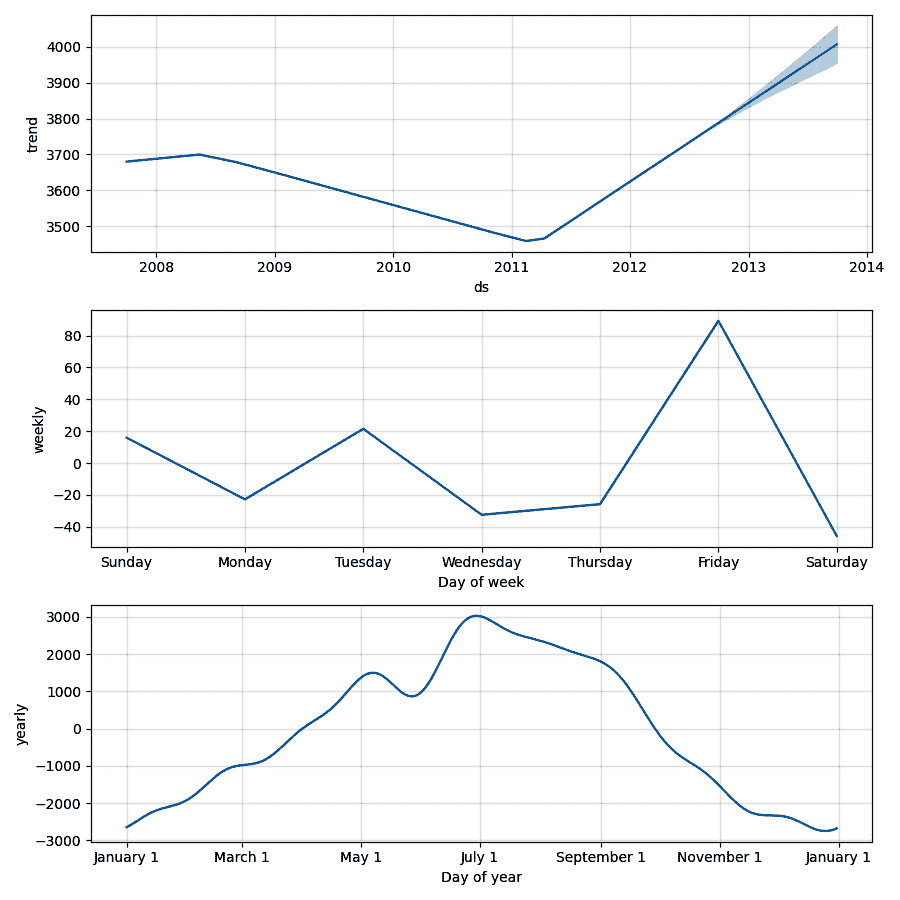 4000
3900
3800
3700
3600
3500
trend
2008 2009 2010 2011 2012 2013 2014
ds
80
60
40
20
0
−20
−40
weekly
Sunday Monday Tuesday Wednesday Thursday Friday Saturday
Day of week
3000
2000
1000
0
−1000
−2000
−3000
yearly
January 1 March 1 May 1 July 1 September 1 November 1 January 1
Day of year